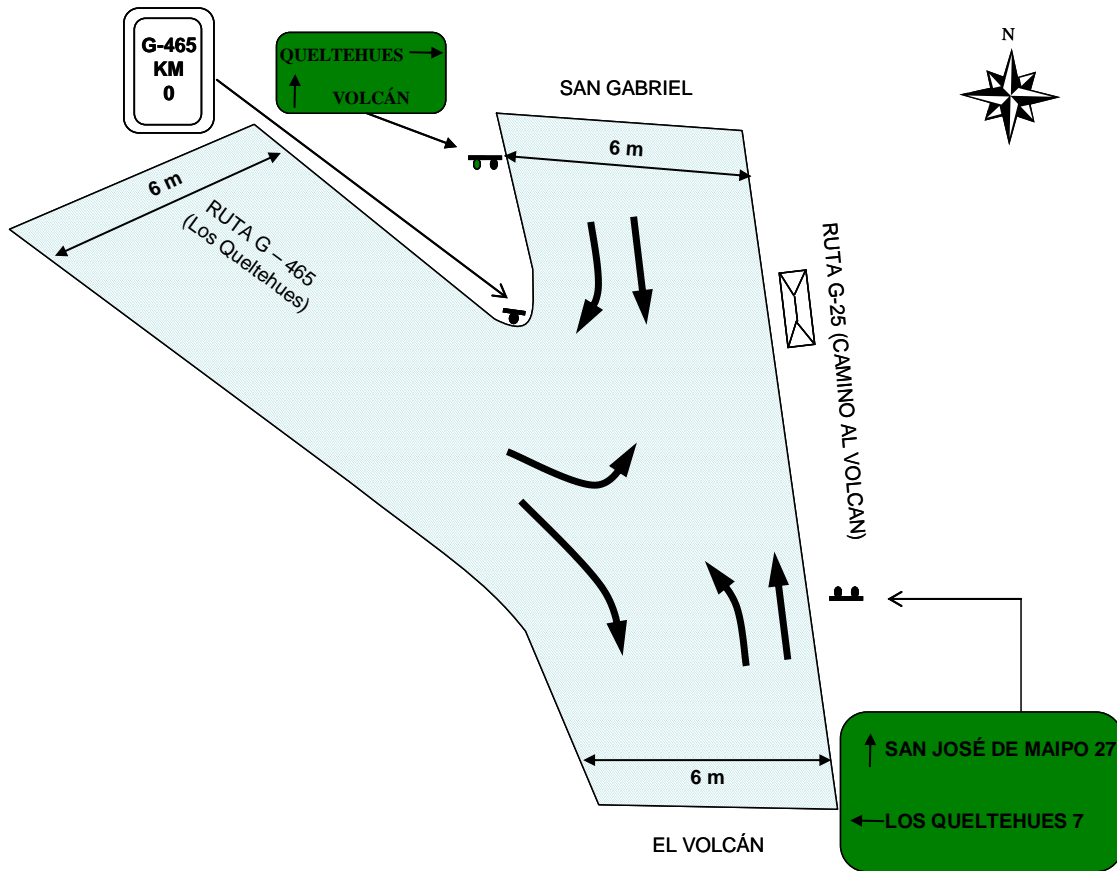 G-465
KM
0
QUELTEHUES
VOLCÁN
SAN GABRIEL
N
6 m
6 m
RUTA G – 465
(Los Queltehues)
RUTA G-25 (CAMINO AL VOLCAN)
6 m
SAN JOSÉ DE MAIPO 27
LOS QUELTEHUES 7
EL VOLCÁN